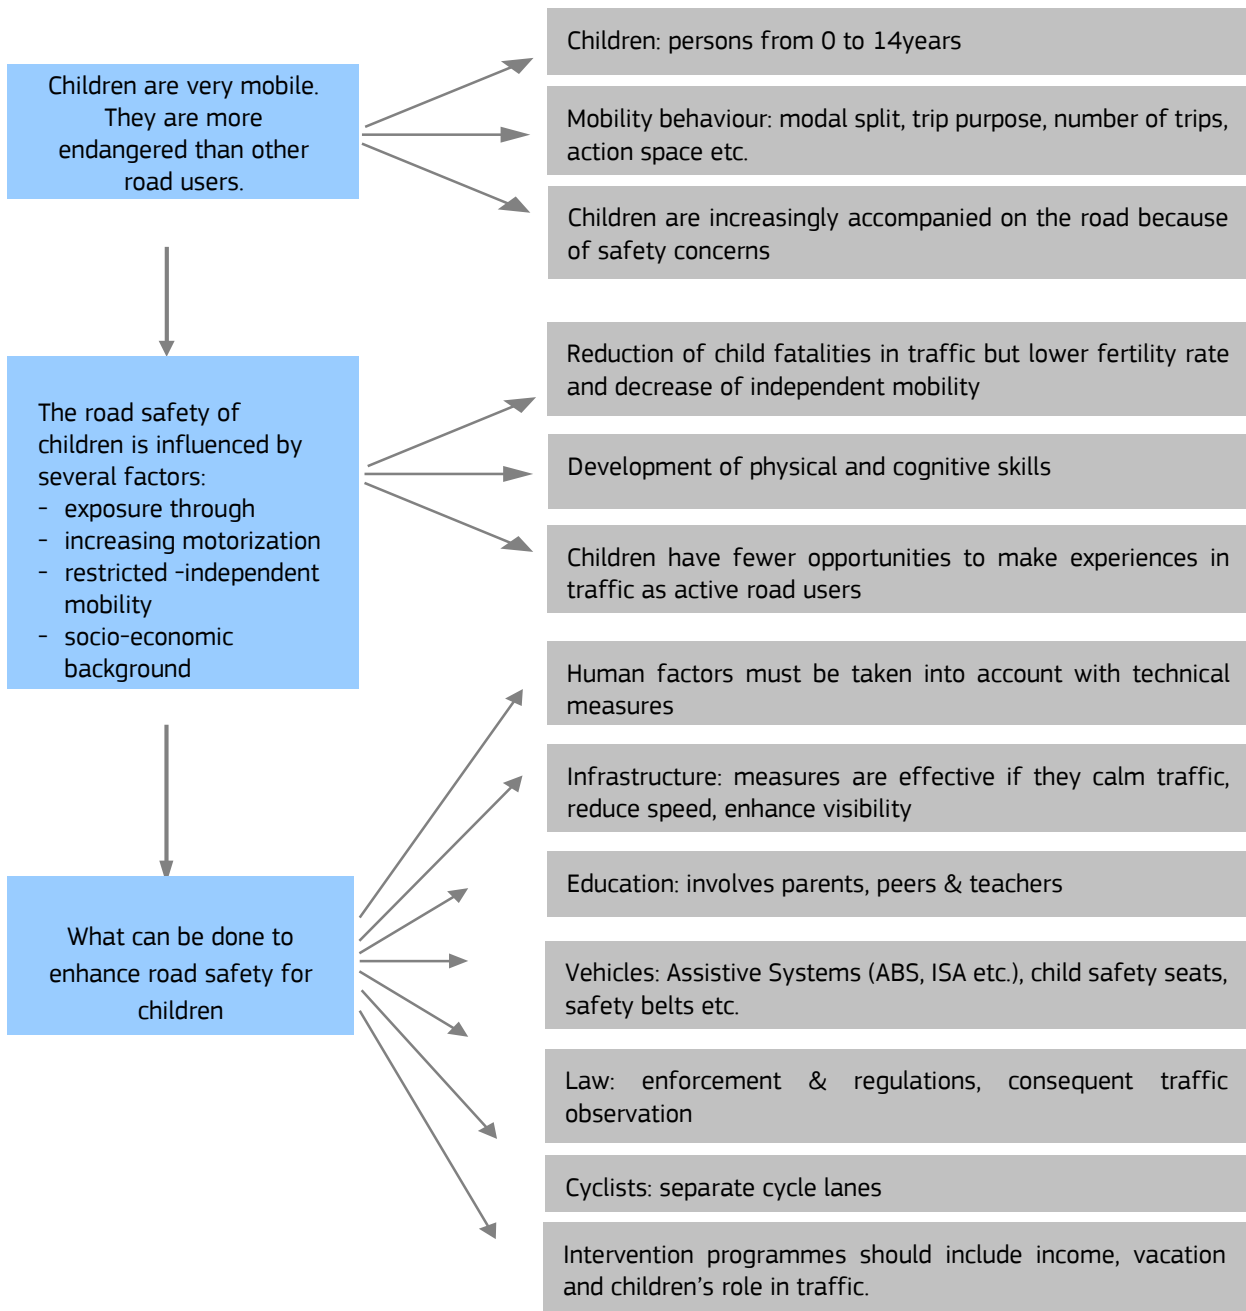 Children are very mobile.
They are more
endangered than other
road users.
Children: persons from 0 to 14years
Mobility behaviour: modal split, trip purpose, number of trips,
action space etc.
Children are increasingly accompanied on the road because
of safety concerns
The road safety of
children is influenced by
several factors:
- exposure through
- increasing motorization
- restricted -independent
mobility
- socio-economic
background
Reduction of child fatalities in traffic but lower fertility rate
and decrease of independent mobility
Development of physical and cognitive skills
Children have fewer opportunities to make experiences in
traffic as active road users
What can be done to
enhance road safety for
children
Human factors must be taken into account with technical
measures
Infrastructure: measures are effective if they calm traffic,
reduce speed, enhance visibility
Education: involves parents, peers & teachers
Vehicles: Assistive Systems (ABS, ISA etc.), child safety seats,
safety belts etc.
Law: enforcement & regulations, consequent traffic
observation
Cyclists: separate cycle lanes
Intervention programmes should include income, vacation
and children's role in traffic.